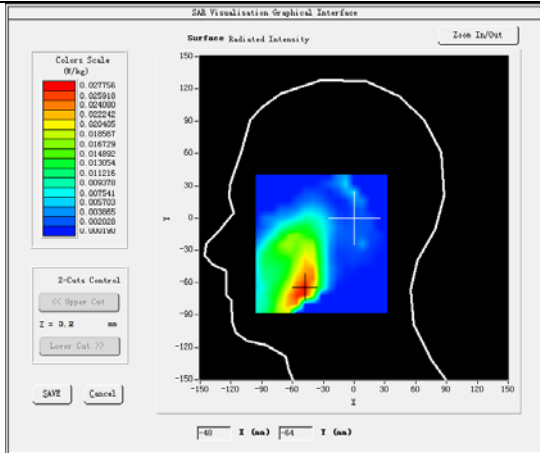 SAR Visualisation Graphical Interface
Surface Radiated Intensity
Zoom In/Out
Colors Scale
(W/kg)
0.027756
0.025918
0.024080
0.022242
0.020405
0.018567
0.016729
0.014892
0.013054
0.011216
0.009378
0.007541
0.005703
0.003865
0.002028
0.000190
150
120
90
60
30
0
-30
-60
-90
-120
-150
Y
-150 -120 -90 -60 -30 0 30 60 90 120 150
X
Z-Cuts Control
<< Upper Cut
Z = 3.2 mm
Lower Cut >>
SAVE Cancel
-48 X (mm) -64 Y (mm)